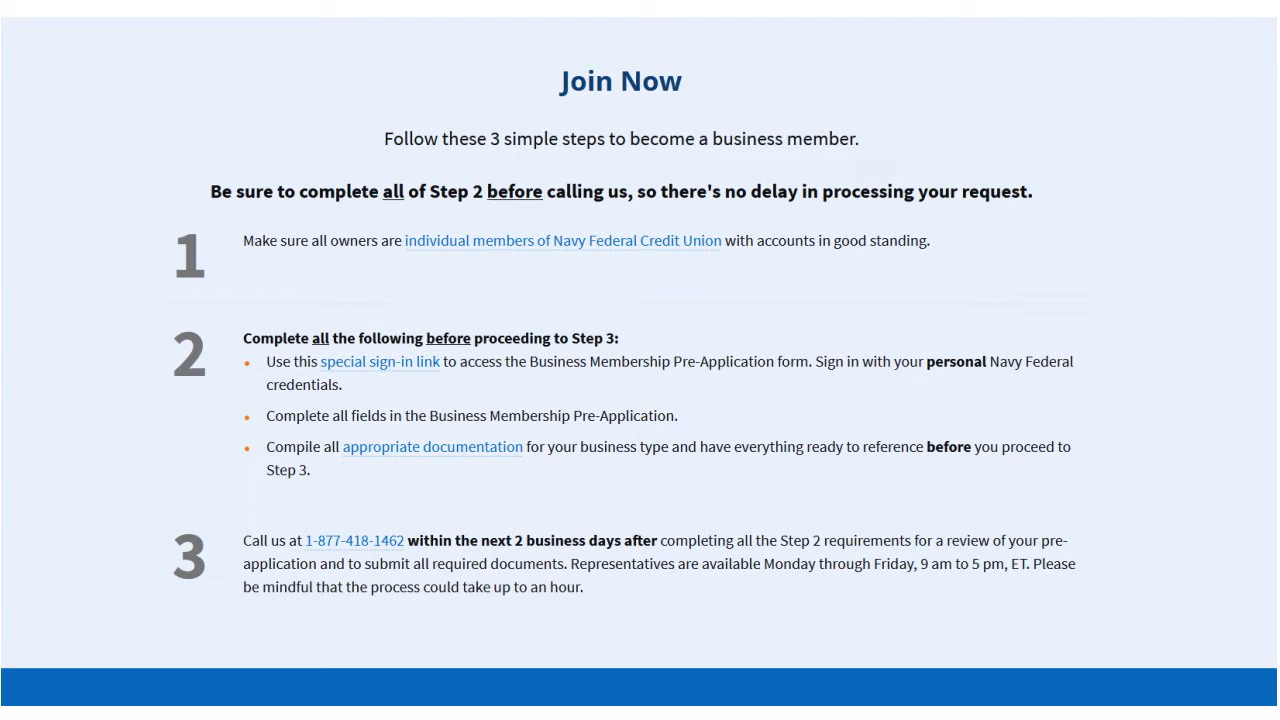 Join Now
Follow these 3 simple steps to become a business member.
Be sure to complete all of Step 2 before calling us, so there's no delay in processing your request.
1
Make sure all owners are individual members of Navy Federal Credit Union with accounts in good standing.
2
Complete all the following before proceeding to Step 3:
• Use this special sign-in link to access the Business Membership Pre-Application form. Sign in with your personal Navy Federal
credentials.
• Complete all fields in the Business Membership Pre-Application.
• Compile all appropriate documentation for your business type and have everything ready to reference before you proceed to
Step 3.
3
Call us at 1-877-418-1462 within the next 2 business days after completing all the Step 2 requirements for a review of your pre-
application and to submit all required documents. Representatives are available Monday through Friday, 9 am to 5 pm, ET. Please
be mindful that the process could take up to an hour.